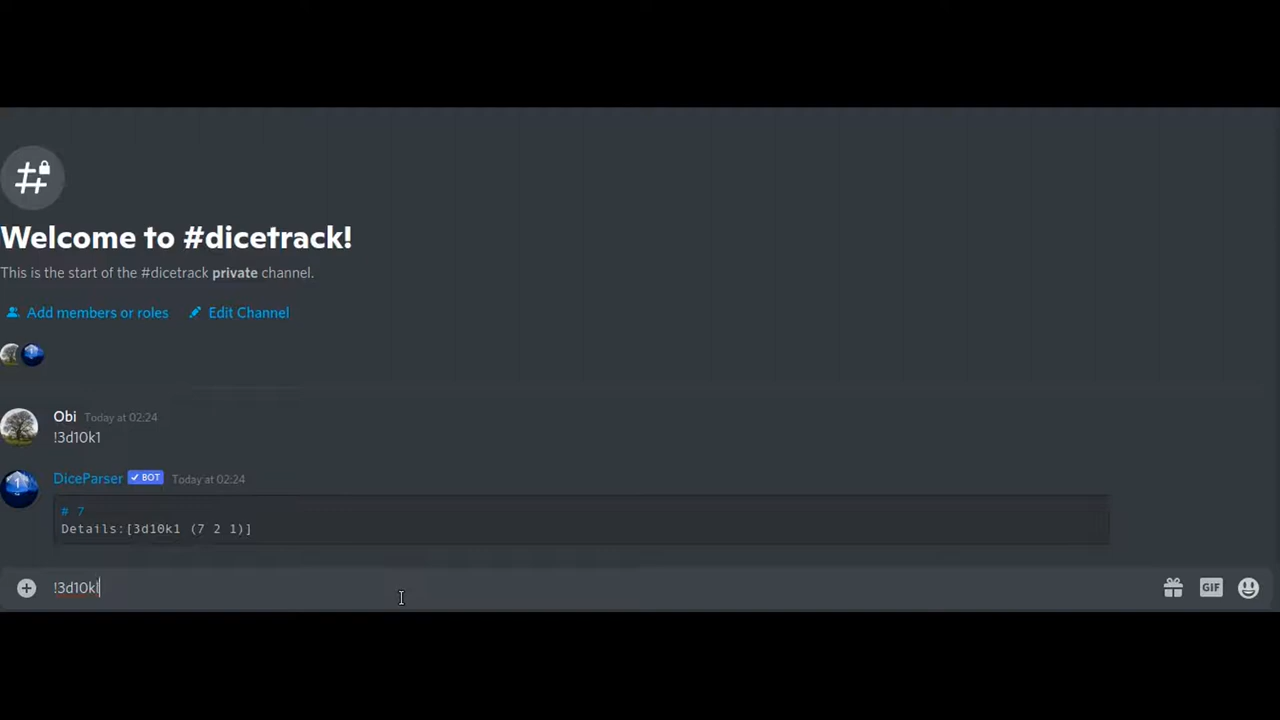 Welcome to #dicetrack!
This is the start of the #dicetrack private channel.
Add members or roles Edit Channel
Obi Today at 02:24
!3d10k1
DiceParser BOT Today at 02:24
# 7
Details:[3d10k1 (7 2 1)]
!3d10kl
GIF